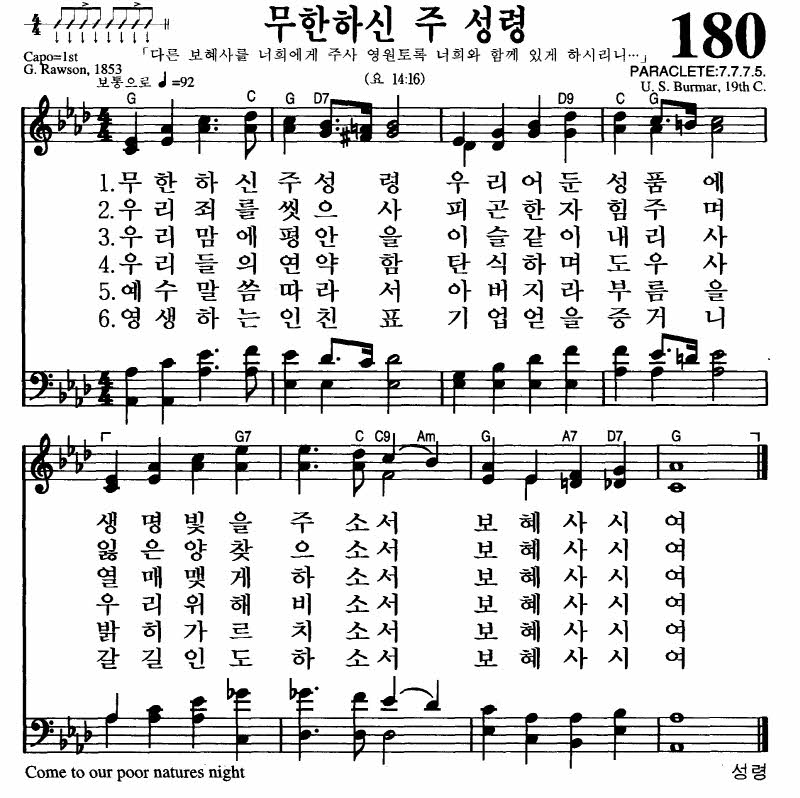 무한하신 주 성령
180
「다른 보혜사를 너희에게 주사 영원토록 너희와 함께 있게 하시리니…」
Capo=1st
G. Rawson, 1853
보통으로 ♩=92
(요 14:16)
PARACLETE:7.7.7.5.
U. S. Burmar, 19th C.
G C G D7 D9 C G
1.무한하신주성령 우리어둔성품에
2.우리죄를씻으사 피곤한자힘주며
3.우리맘에평안을 이슬같이내리사
4.우리들의연약함 탄식하며도우사
5.예수말씀따라서 아버지라부름을
6.영생하는인친표 기업얻을증거니
G7 C C9 Am G A7 D7 G
생명빛을주소서 보혜사시여
잃은양찾으소서 보혜사시여
열매맺게하소서 보혜사시여
우리위해비소서 보혜사시여
밝히가르치소서 보혜사시여
갈길인도하소서 보혜사시여
Come to our poor natures night
성령